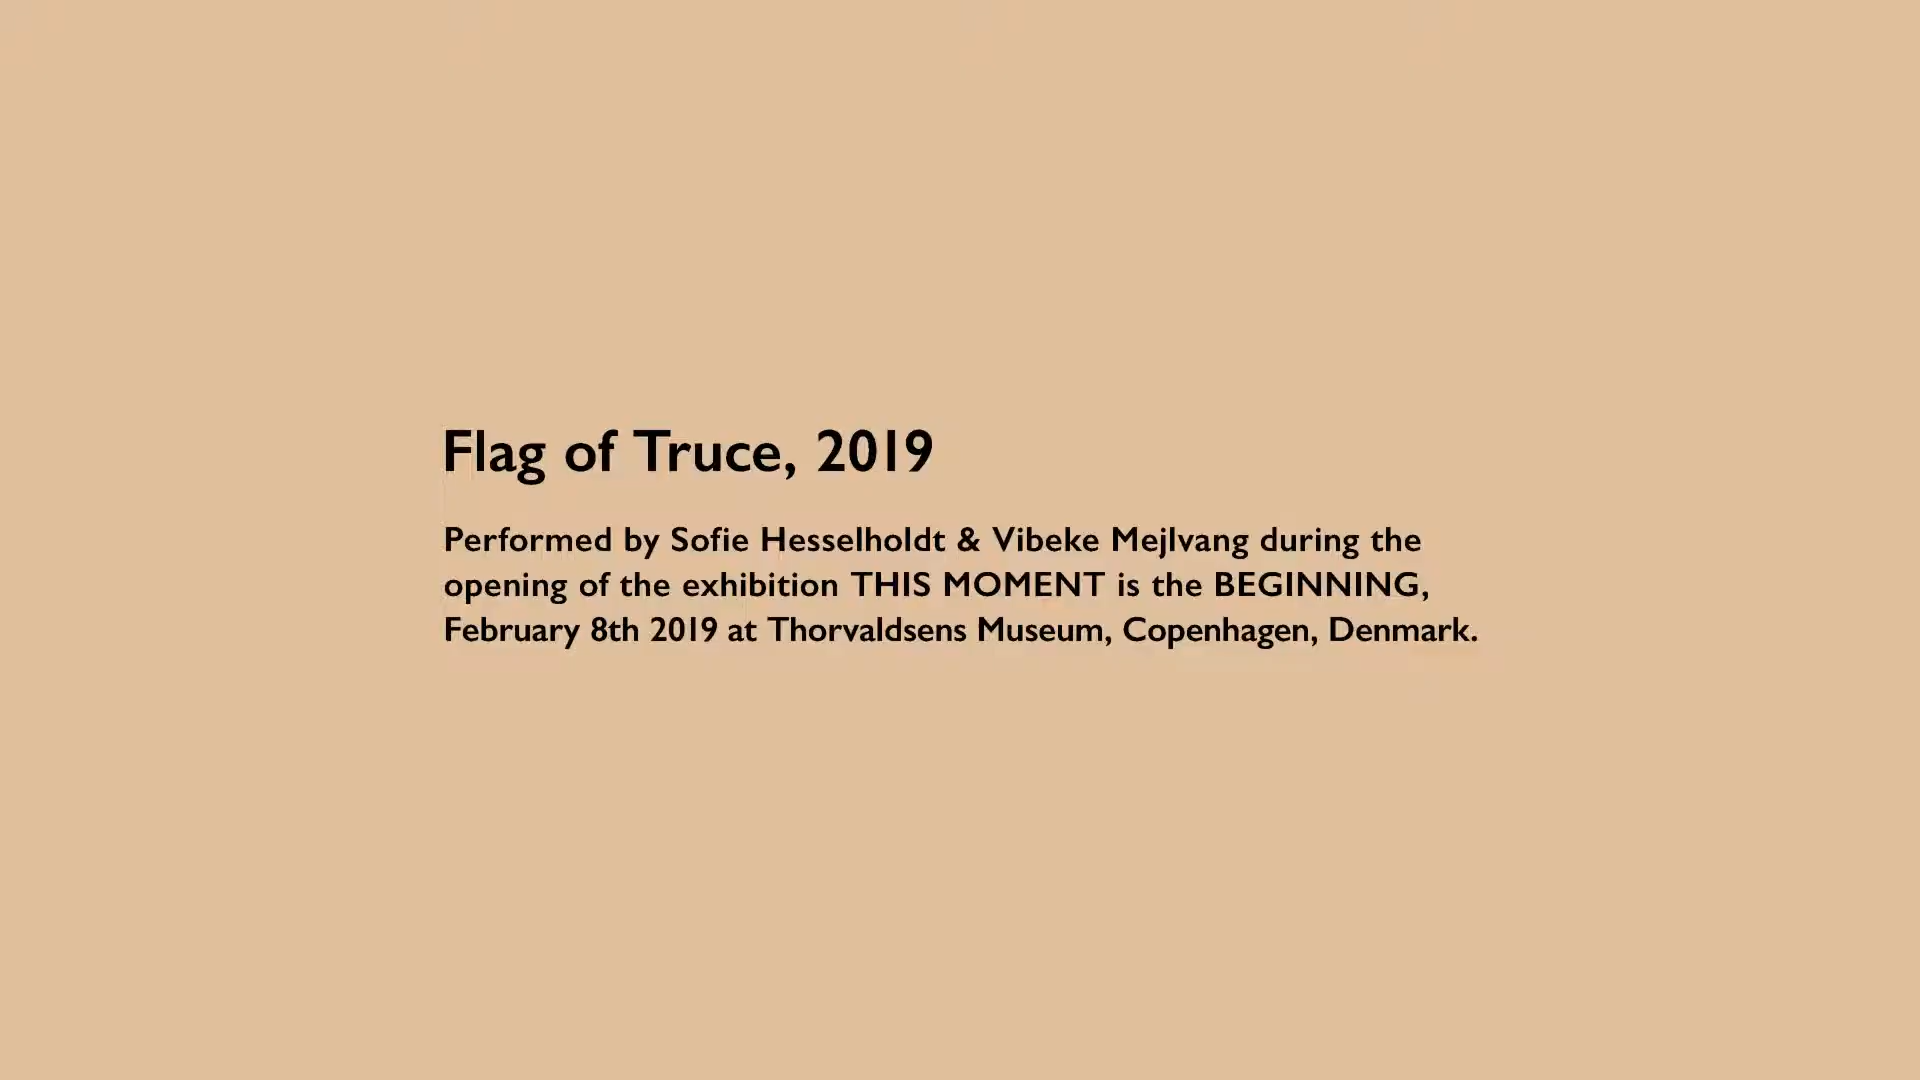 Flag of Truce, 2019
Performed by Sofie Hesselholdt & Vibeke Mejlvang during the
opening of the exhibition THIS MOMENT is the BEGINNING,
February 8th 2019 at Thorvaldsens Museum, Copenhagen, Denmark.